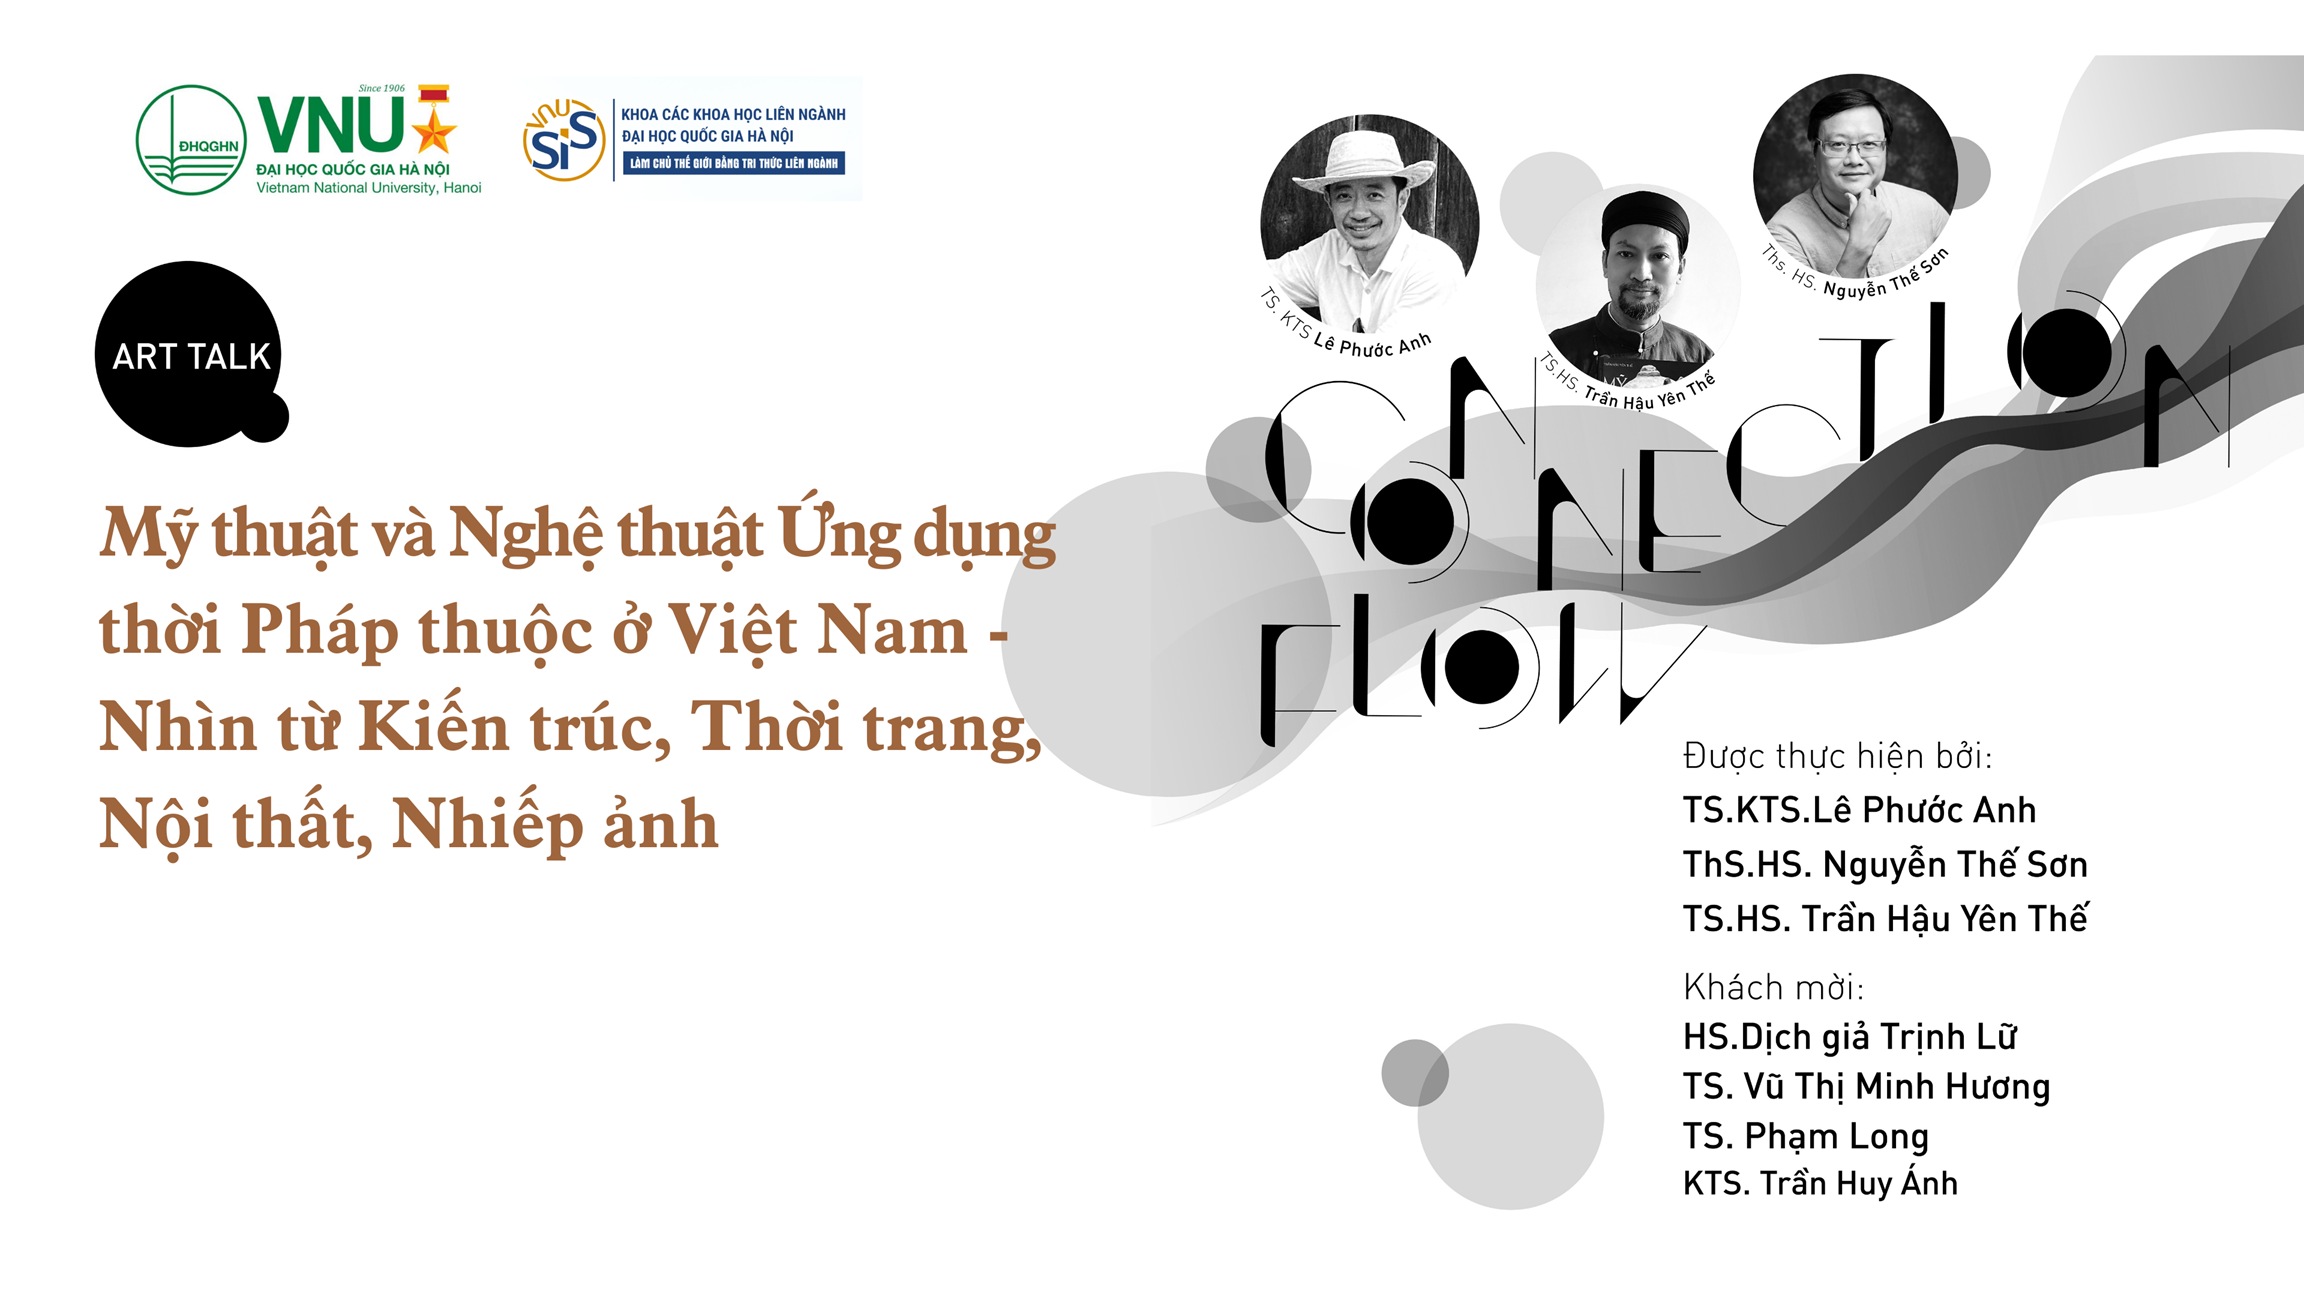 Since 1906
ĐHQGHN
VNU
ĐẠI HỌC QUỐC GIA HÀ NỘI
Vietnam National University, Hanoi
VNU
SIS
KHOA CÁC KHOA HỌC LIÊN NGÀNH
ĐẠI HỌC QUỐC GIA HÀ NỘI
LÀM CHỦ THẾ GIỚI BẰNG TRI THỨC LIÊN NGÀNH
ART TALK
Mỹ thuật và Nghệ thuật Ứng dụng
thời Pháp thuộc ở Việt Nam -
Nhìn từ Kiến trúc, Thời trang,
Nội thất, Nhiếp ảnh
TS. KTS Lê Phước Anh
TS.HS. Trần Hậu Yên Thế
Ths. HS. Nguyễn Thế Sơn
CONNECTION
FLOW
Được thực hiện bởi:
TS.KTS.Lê Phước Anh
ThS.HS. Nguyễn Thế Sơn
TS.HS. Trần Hậu Yên Thế
Khách mời:
HS.Dịch giả Trịnh Lữ
TS. Vũ Thị Minh Hương
TS. Phạm Long
KTS. Trần Huy Ánh